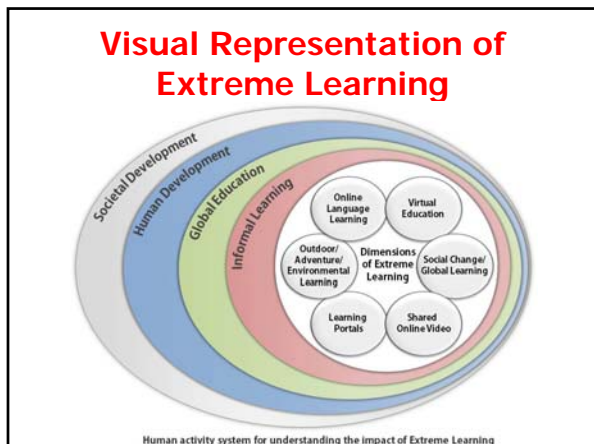 Visual Representation of
Extreme Learning
Societal Development
Human Development
Global Education
Informal Learning
Online
Language
Learning
Virtual
Education
Outdoor/
Adventure/
Environmental
Learning
Dimensions
of Extreme
Learning
Social Change/
Global Learning
Learning
Portals
Shared
Online Video
Human activity system for understanding the impact of Extreme Learning